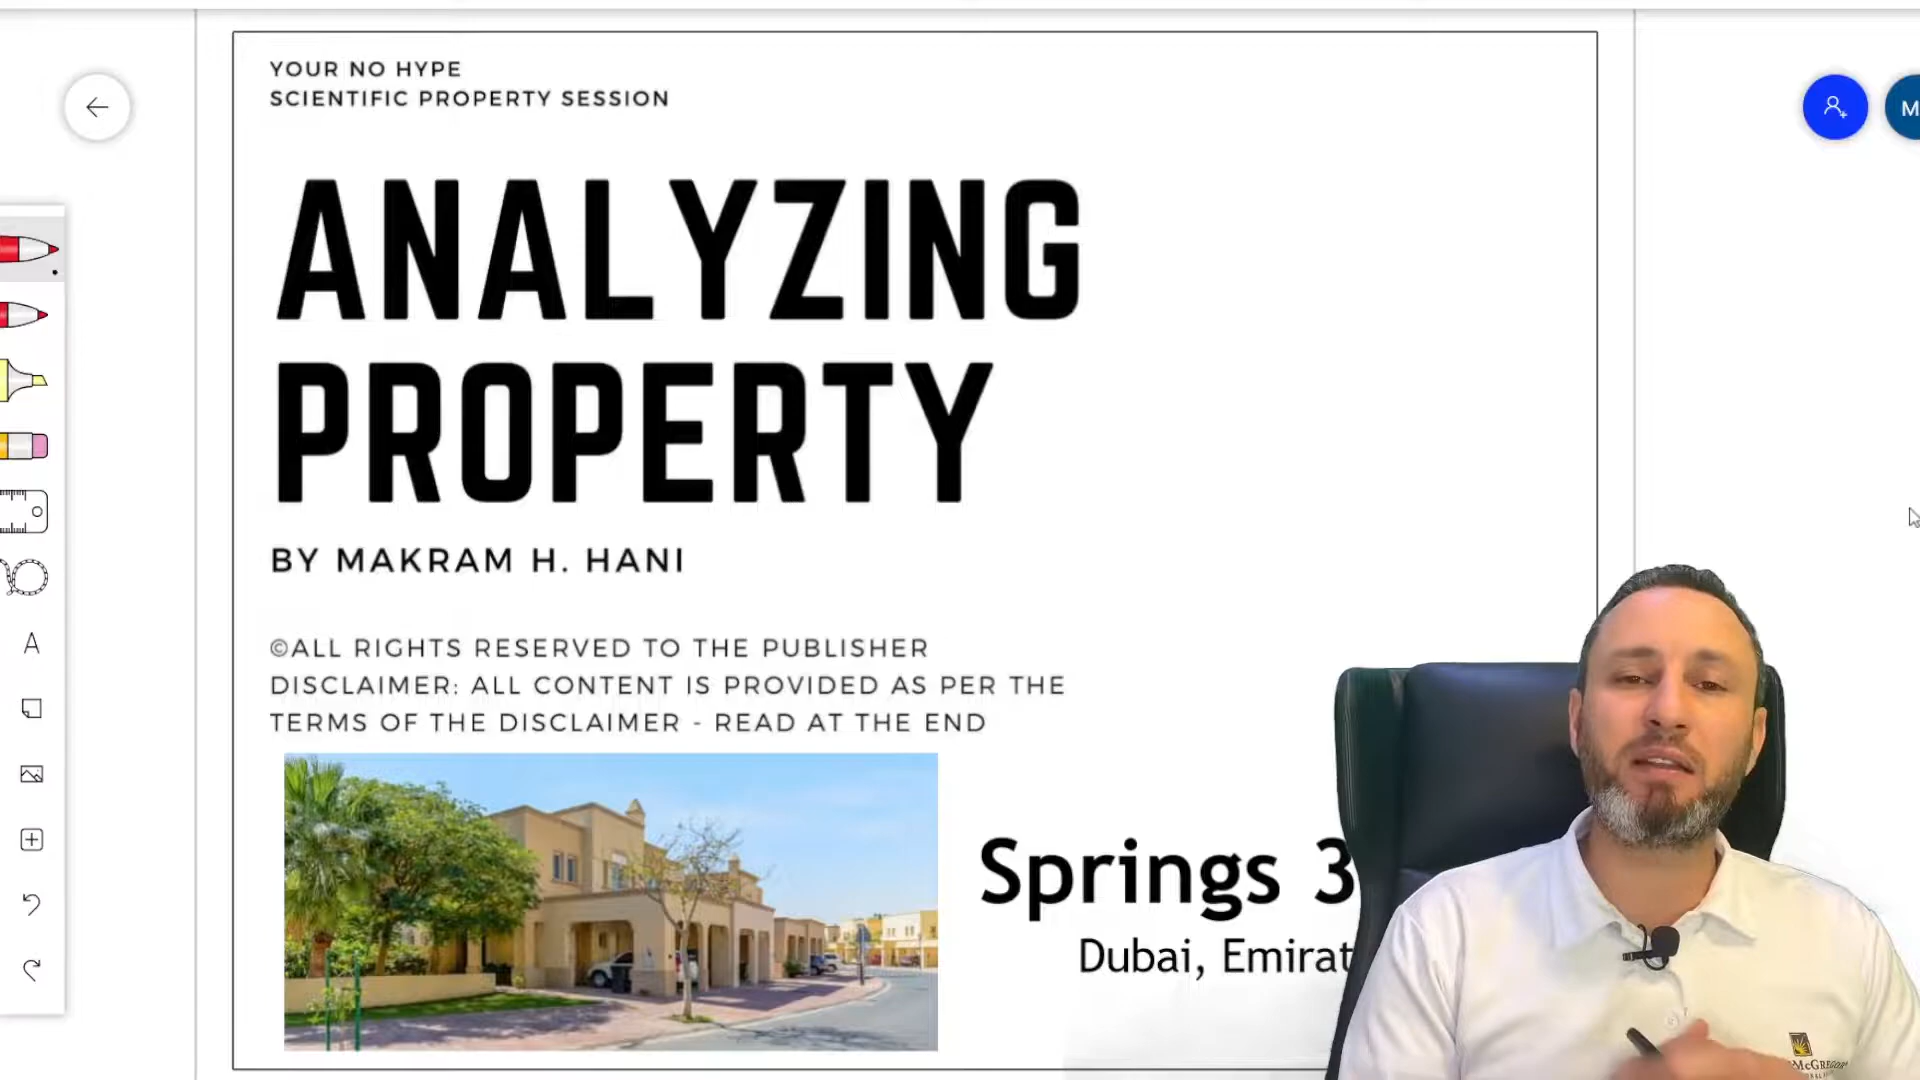 YOUR NO HYPE
SCIENTIFIC PROPERTY SESSION
M
ANALYZING
PROPERTY
BY MAKRAM H. HANI
©ALL RIGHTS RESERVED TO THE PUBLISHER
DISCLAIMER: ALL CONTENT IS PROVIDED AS PER THE
TERMS OF THE DISCLAIMER - READ AT THE END
A
Springs 3
Dubai, Emirat
McGREGOR